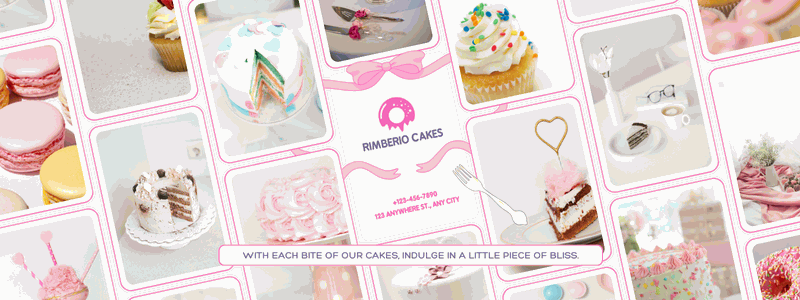 RIMBERIO CAKES
+123-456-7890
123 ANYWHERE ST., ANY CITY
WITH EACH BITE OF OUR CAKES, INDULGE IN A LITTLE PIECE OF BLISS.